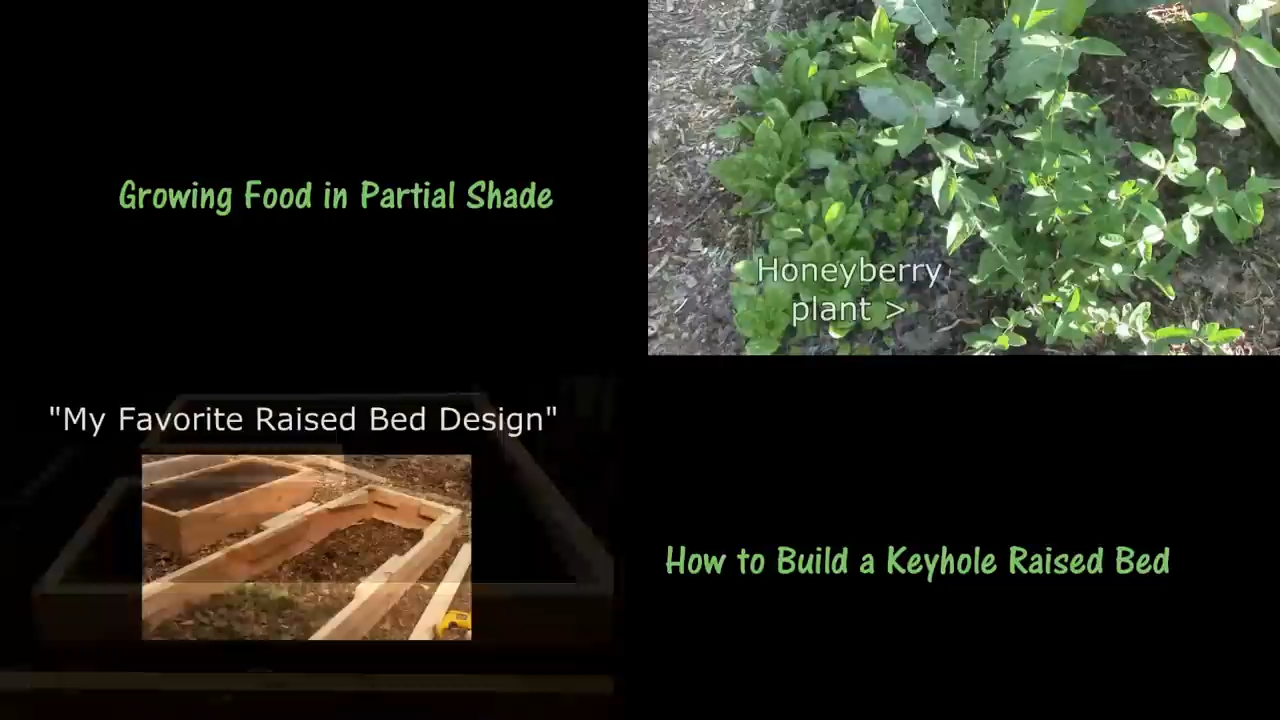 Growing Food in Partial Shade
Honeyberry
plant >
"My Favorite Raised Bed Design"
How to Build a Keyhole Raised Bed